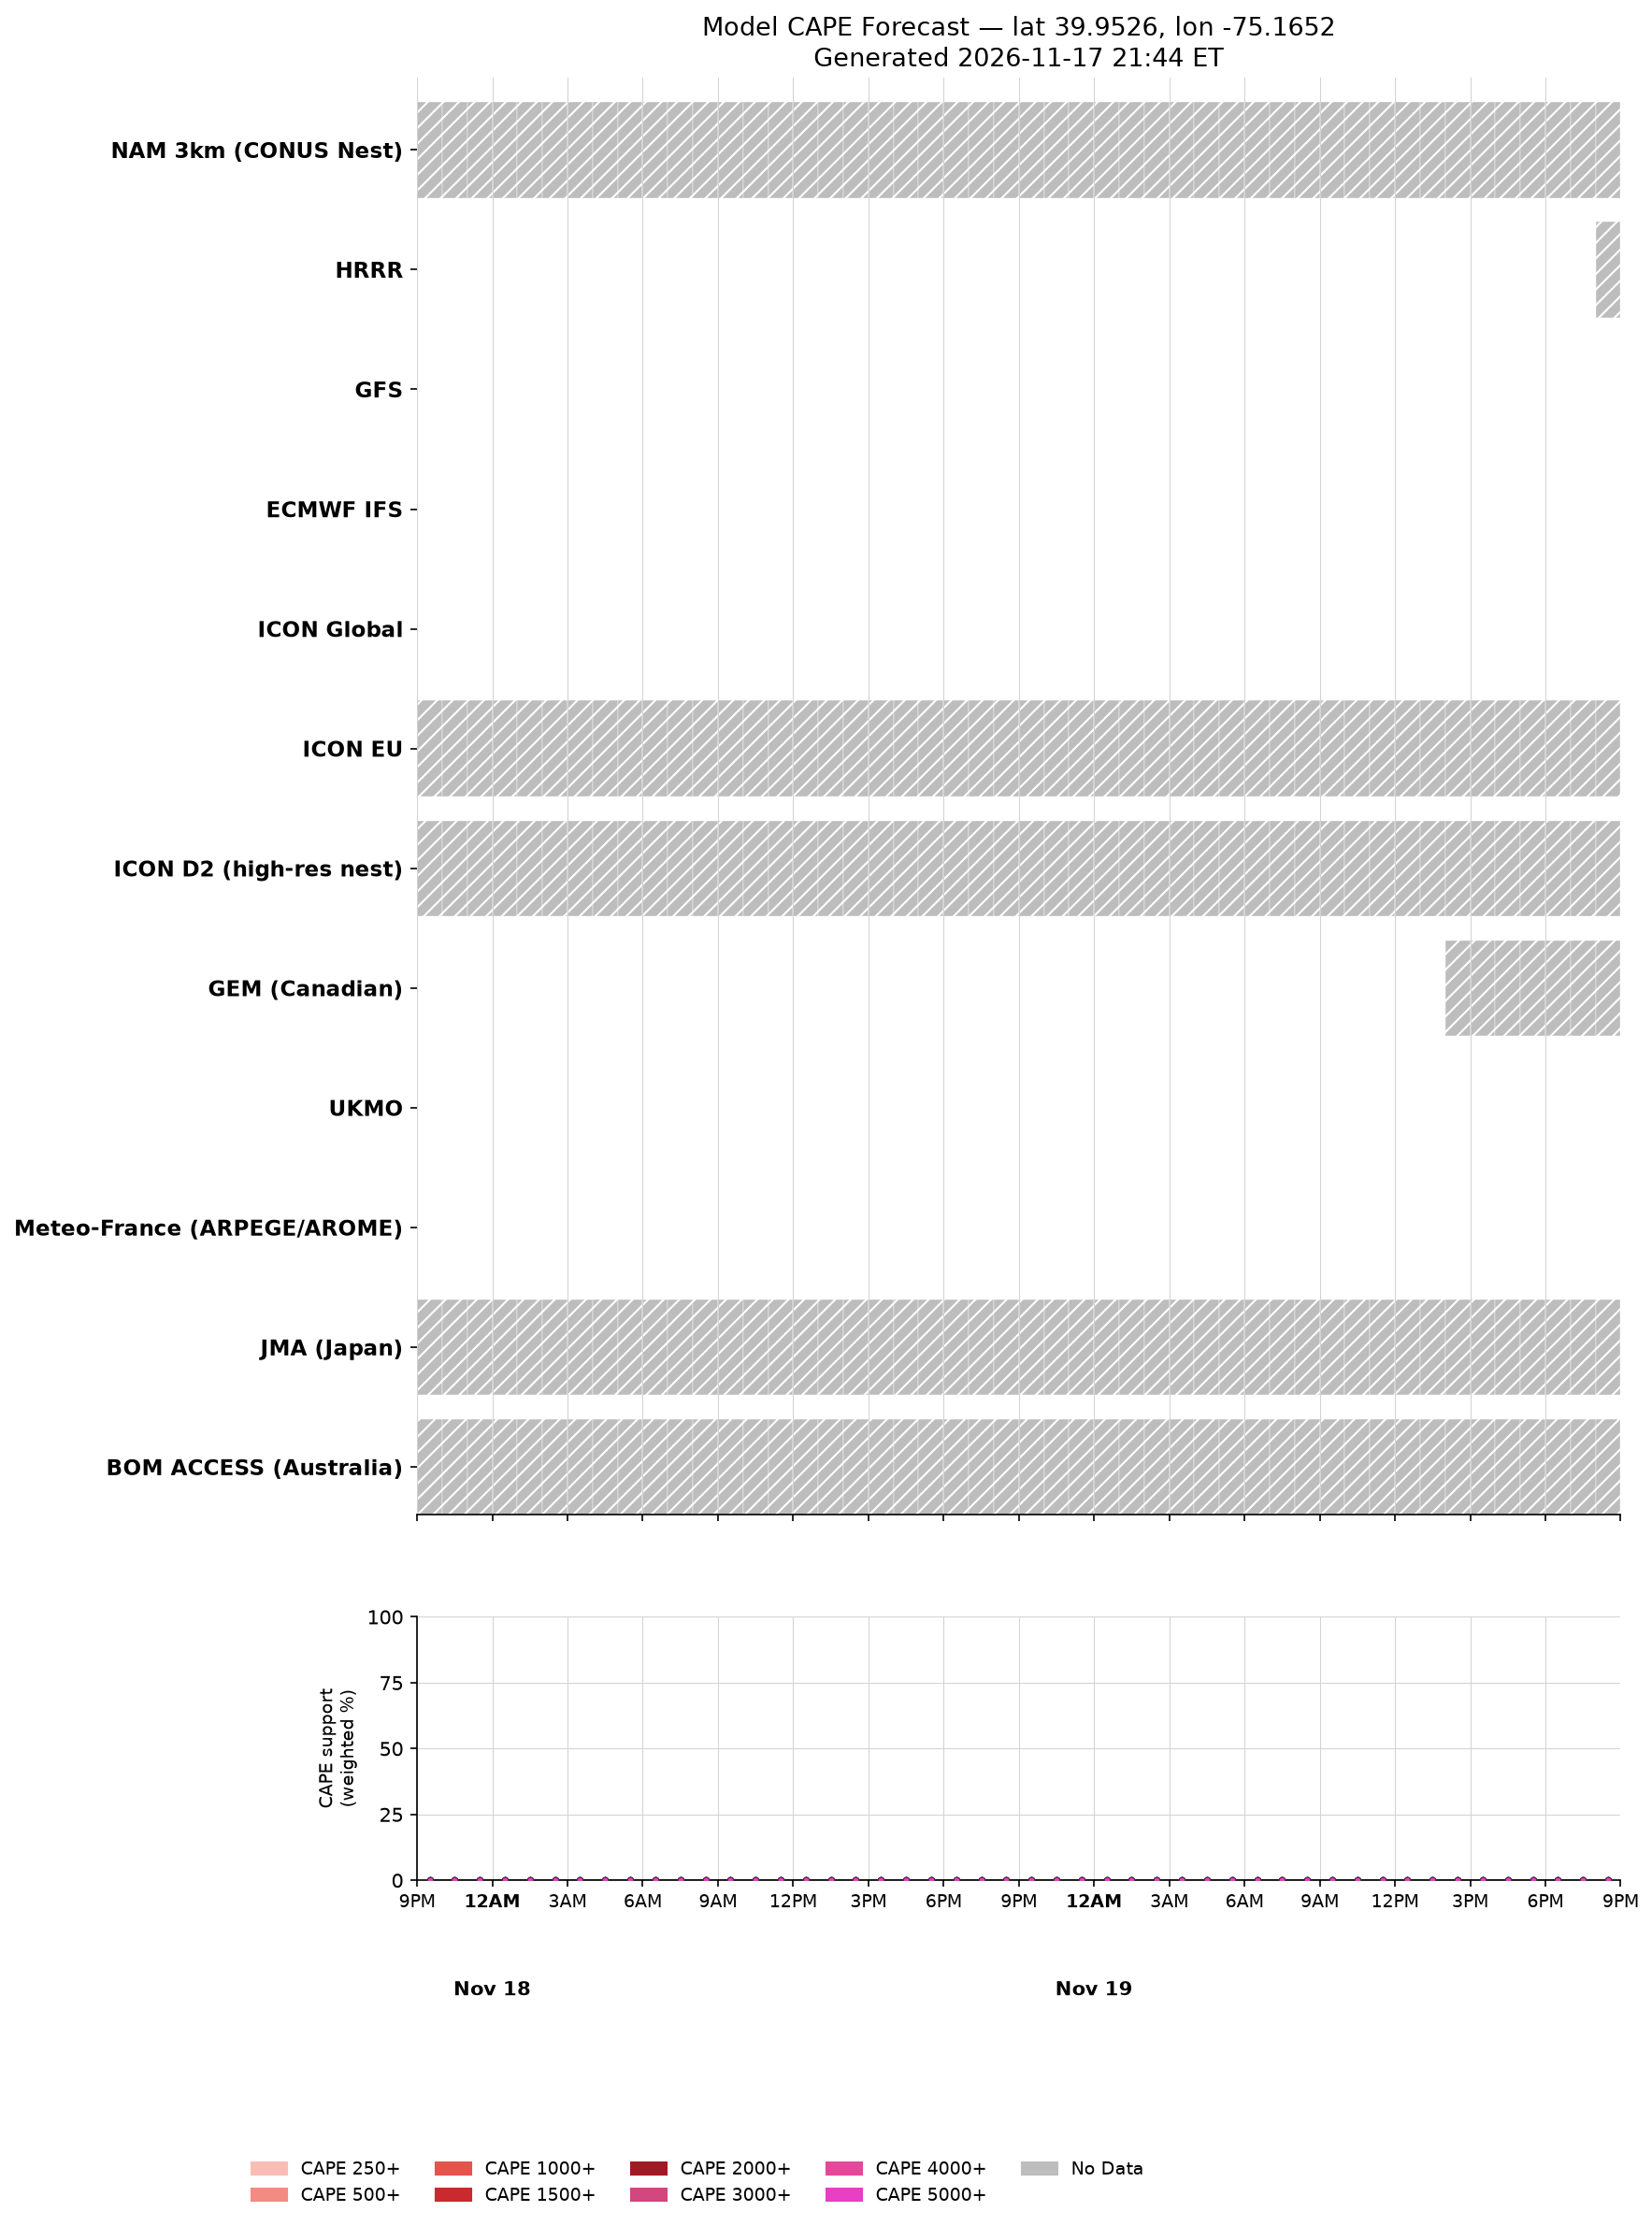 Model CAPE Forecast — lat 39.9526, lon -75.1652
Generated 2026-11-17 21:44 ET
NAM 3km (CONUS Nest)
HRRR
GFS
ECMWF IFS
ICON Global
ICON EU
ICON D2 (high-res nest)
GEM (Canadian)
UKMO
Meteo-France (ARPEGE/AROME)
JMA (Japan)
BOM ACCESS (Australia)
CAPE support
(weighted %)
100
75
50
25
0
9PM 12AM 3AM 6AM 9AM 12PM 3PM 6PM 9PM 12AM 3AM 6AM 9AM 12PM 3PM 6PM 9PM
Nov 18 Nov 19
CAPE 250+ CAPE 1000+ CAPE 2000+ CAPE 4000+ No Data
CAPE 500+ CAPE 1500+ CAPE 3000+ CAPE 5000+